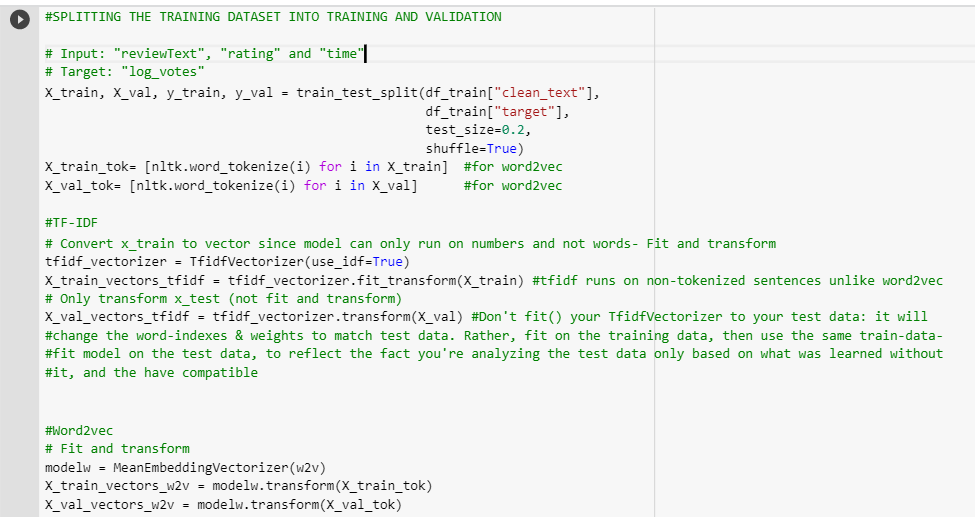 #SPLITTING THE TRAINING DATASET INTO TRAINING AND VALIDATION
# Input: "reviewText", "rating" and "time"
# Target: "log_votes"
X_train, X_val, y_train, y_val = train_test_split(df_train["clean_text"],
df_train["target"],
test_size=0.2,
shuffle=True)
X_train_tok= [nltk.word_tokenize(i) for i in X_train]  #for word2vec
X_val_tok= [nltk.word_tokenize(i) for i in X_val]      #for word2vec
#TF-IDF
# Convert x_train to vector since model can only run on numbers and not words- Fit and transform
tfidf_vectorizer = TfidfVectorizer(use_idf=True)
X_train_vectors_tfidf = tfidf_vectorizer.fit_transform(X_train) #tfidf runs on non-tokenized sentences unlike word2vec
# Only transform x_test (not fit and transform)
X_val_vectors_tfidf = tfidf_vectorizer.transform(X_val) #Don't fit() your TfidfVectorizer to your test data: it will
#change the word-indexes & weights to match test data. Rather, fit on the training data, then use the same train-data-
#fit model on the test data, to reflect the fact you're analyzing the test data only based on what was learned without
#it, and the have compatible
#Word2vec
# Fit and transform
modelw = MeanEmbeddingVectorizer(w2v)
X_train_vectors_w2v = modelw.transform(X_train_tok)
X_val_vectors_w2v = modelw.transform(X_val_tok)